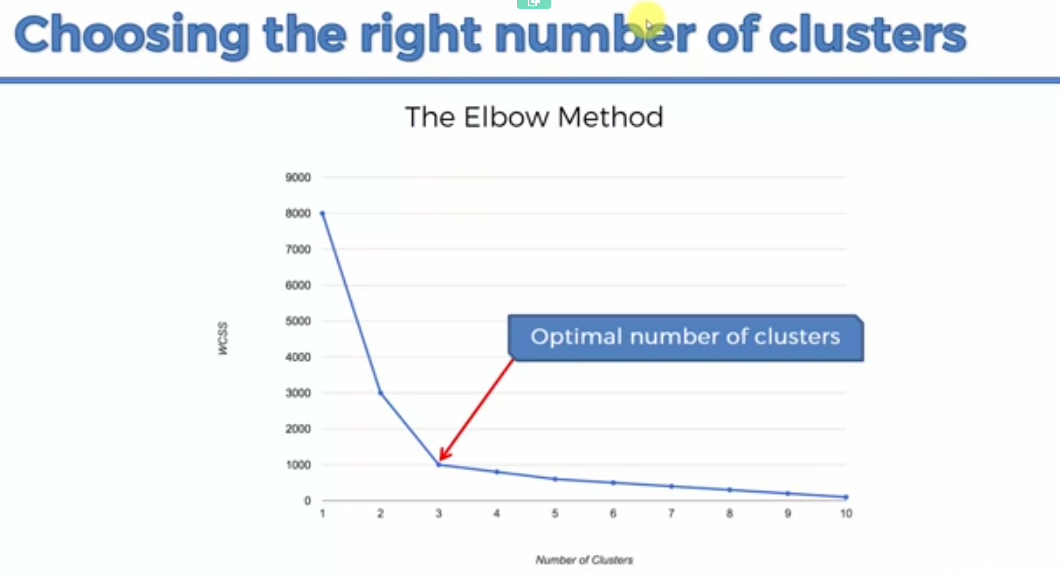 Choosing the right number of clusters
The Elbow Method
9000
8000
7000
6000
5000
4000
3000
2000
1000
0
WCSS
Optimal number of clusters
1 2 3 4 5 6 7 8 9 10
Number of Clusters